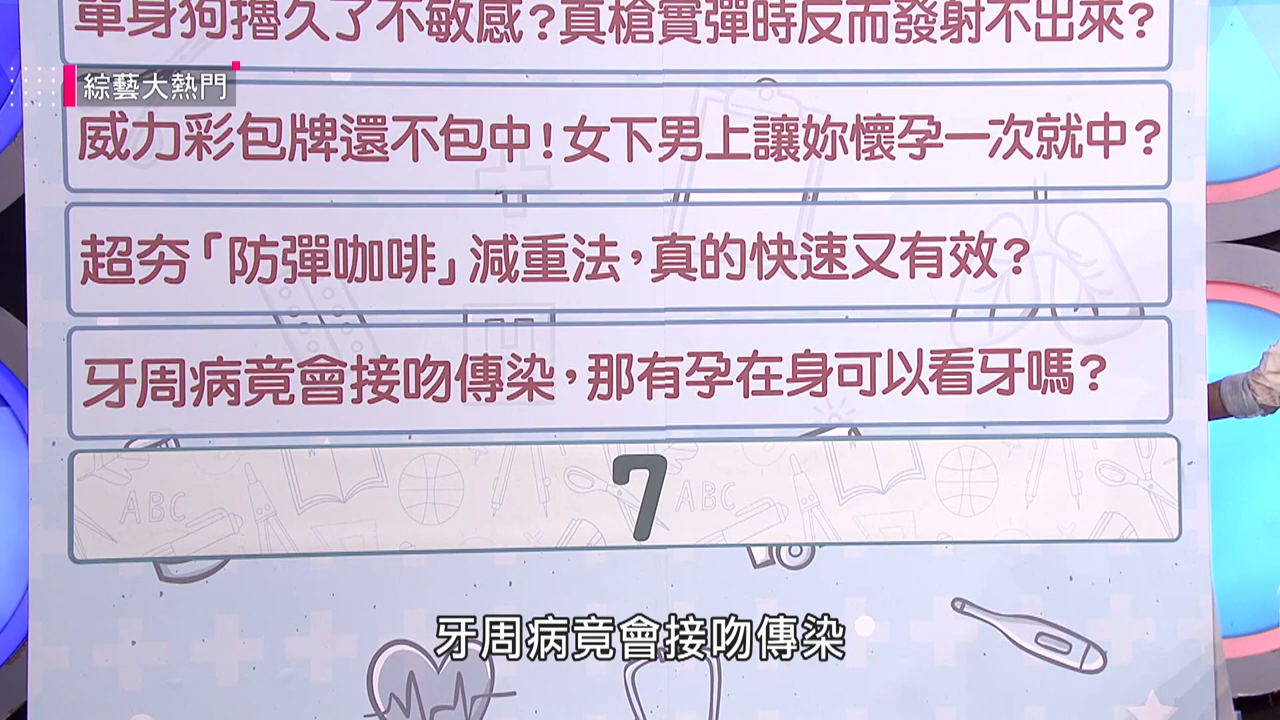 單身狗擼久了不敏感？真槍實彈時反而發射不出來？
綜藝大熱門
威力彩包牌還不包中！女下男上讓妳懷孕一次就中？
超夯「防彈咖啡」減重法，真的快速又有效？
牙周病竟會接吻傳染，那有孕在身可以看牙嗎？
7
ABC
ABC
牙周病竟會接吻傳染